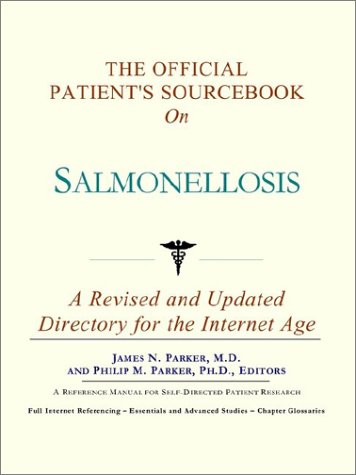 THE OFFICIAL
PATIENT'S SOURCEBOOK
On
SALMONELLOSIS
A Revised and Updated
Directory for the Internet Age
JAMES N. PARKER, M.D.
AND PHILIP M. PARKER, PH.D., EDITORS
A REFERENCE MANUAL FOR SELF-DIRECTED PATIENT RESEARCH
Full Internet Referencing – Essentials and Advanced Studies – Chapter Glossaries